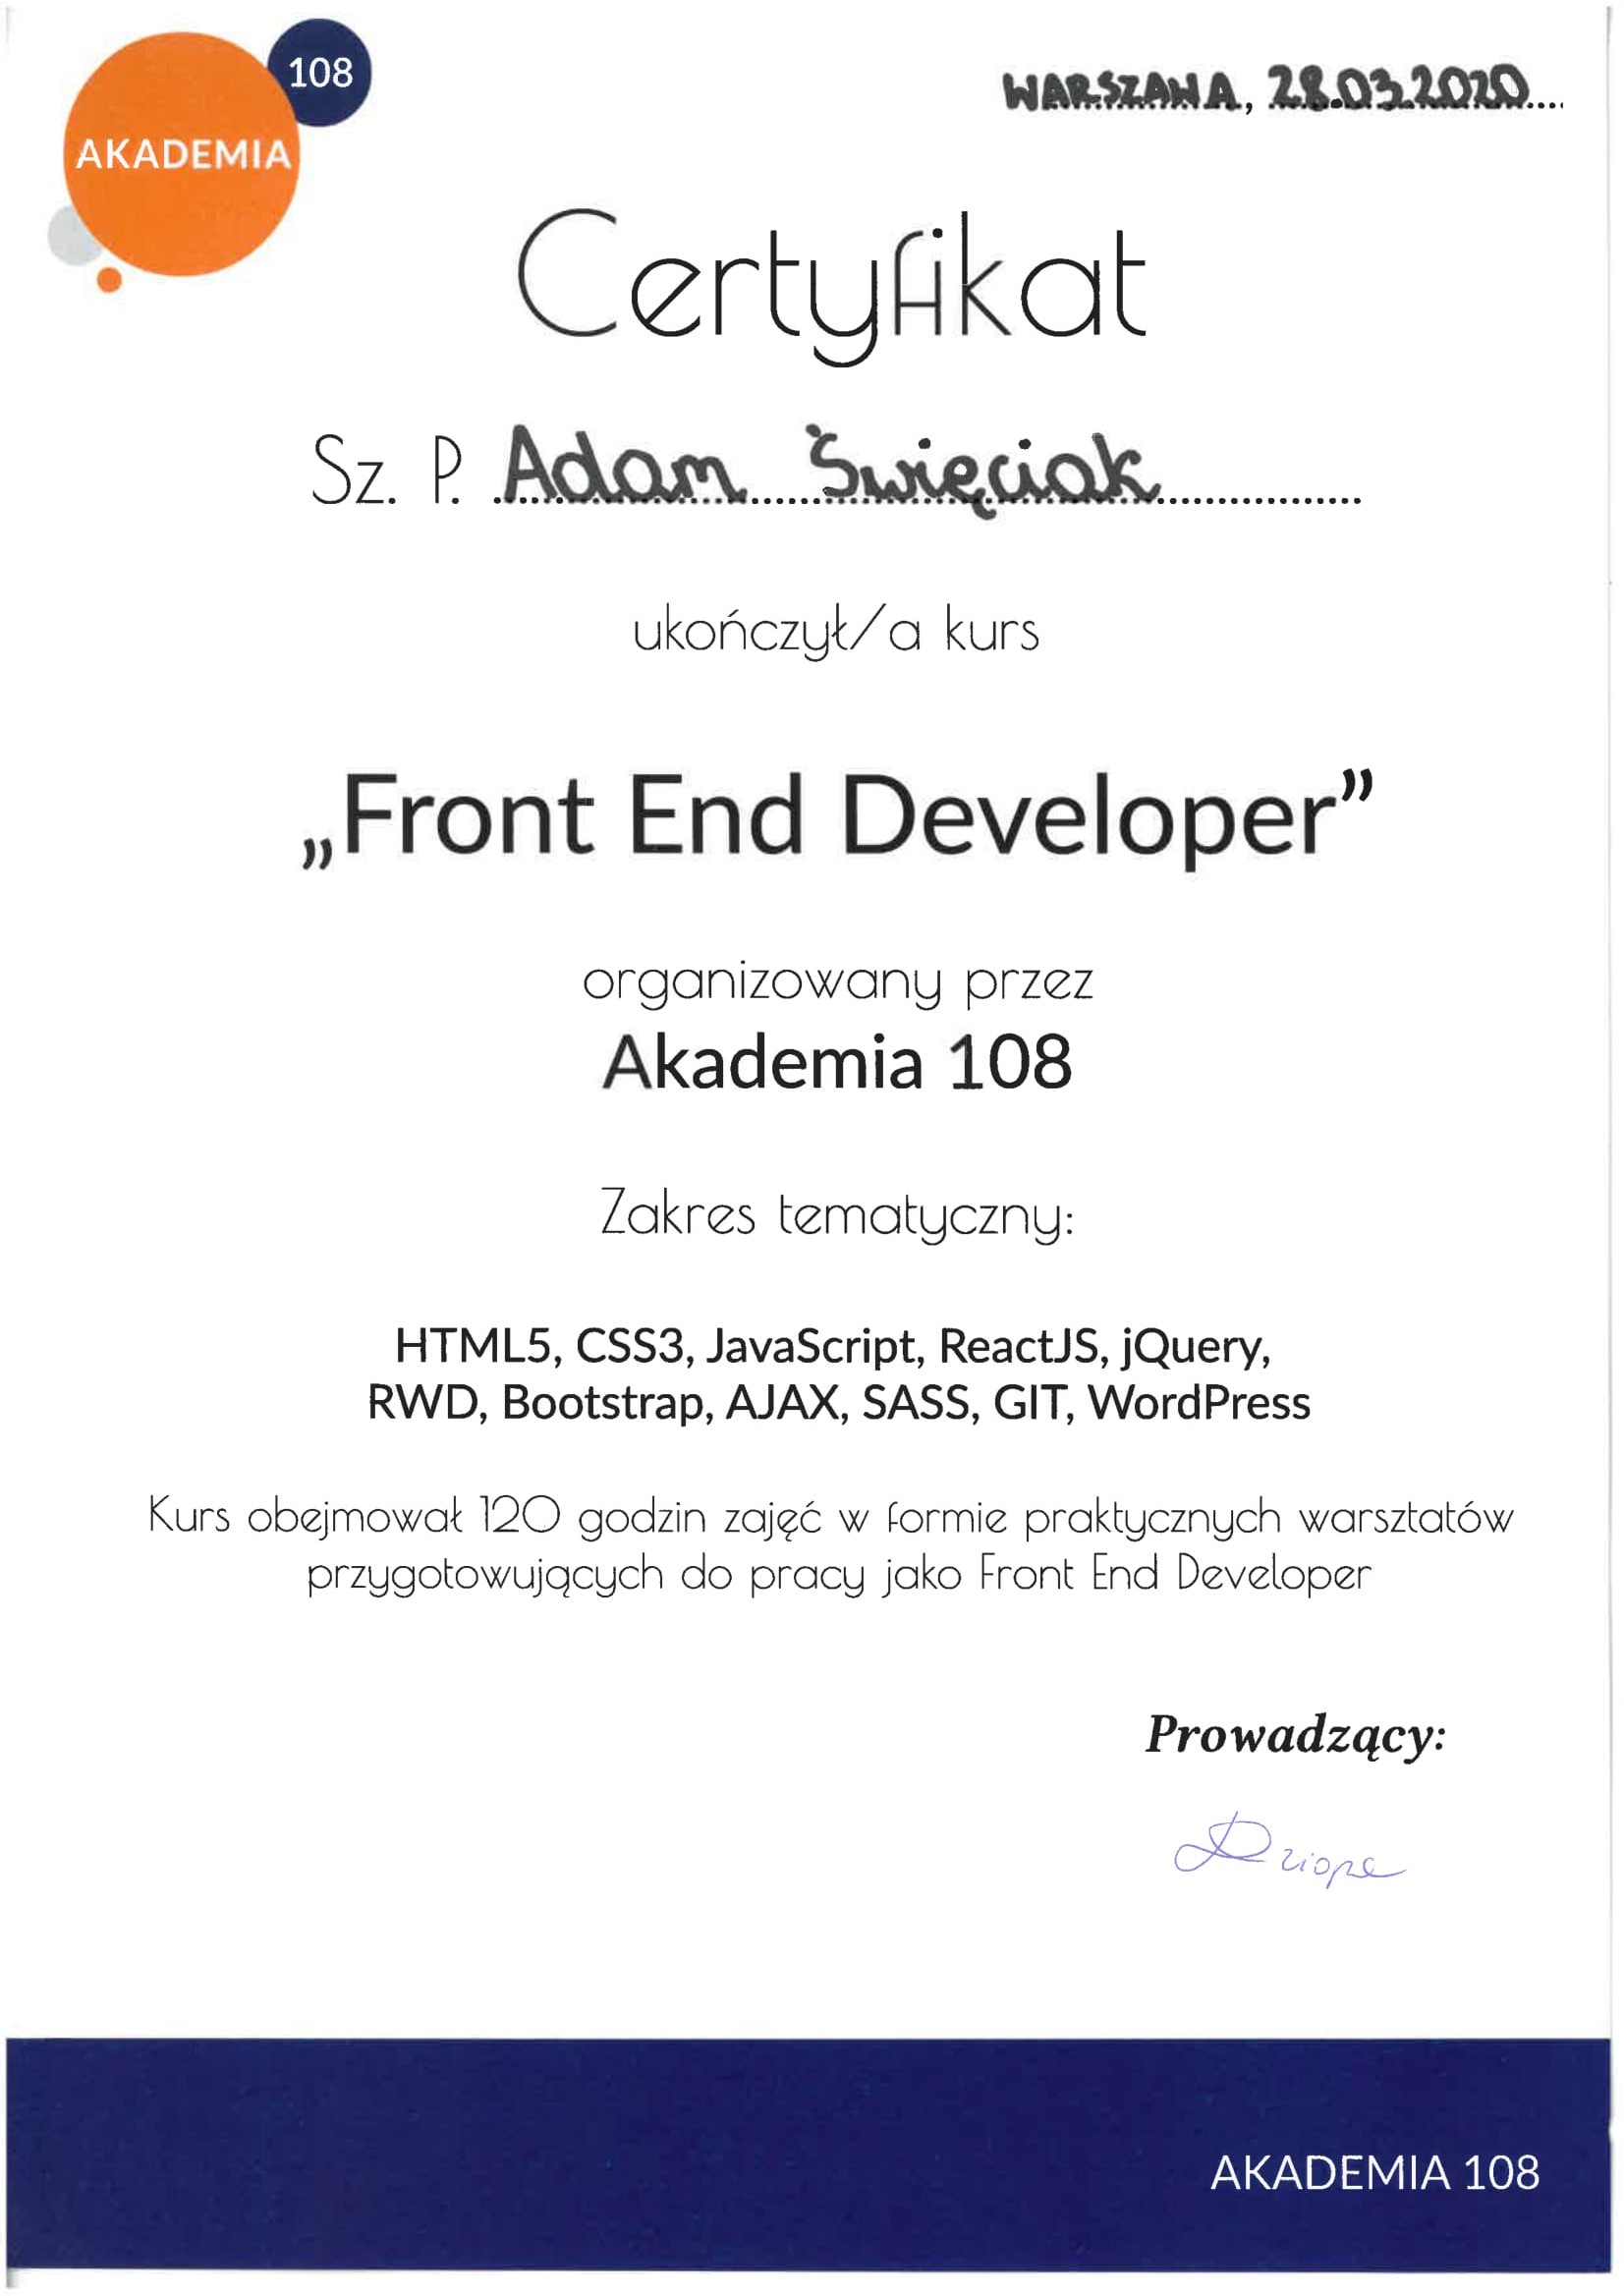 108
AKADEMIA
WARSZAWA, 28.03.2020
Certyfikat
Sz. P. Adam Święciak
ukończył/a kurs
„Front End Developer”
organizowany przez
Akademia 108
Zakres tematyczny:
HTML5, CSS3, JavaScript, ReactJS, jQuery,
RWD, Bootstrap, AJAX, SASS, GIT, WordPress
Kurs obejmował 120 godzin zajęć w formie praktycznych warsztatów
przygotowujących do pracy jako Front End Developer
Prowadzący:
Dziopa
AKADEMIA 108